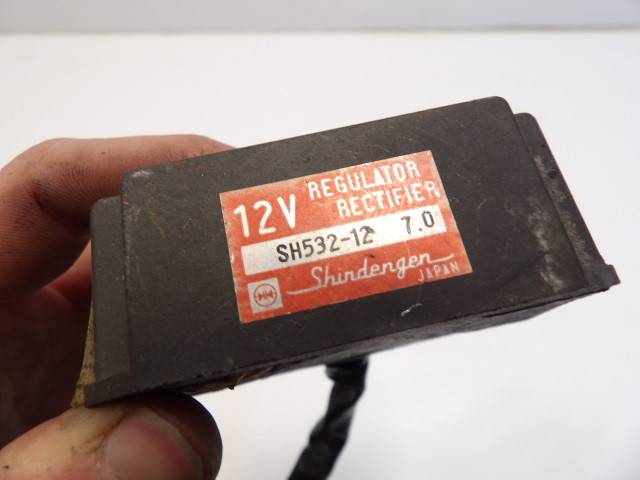 12V REGULATOR
RECTIFIER
SH532-12 7.0
Shindengen
JAPAN